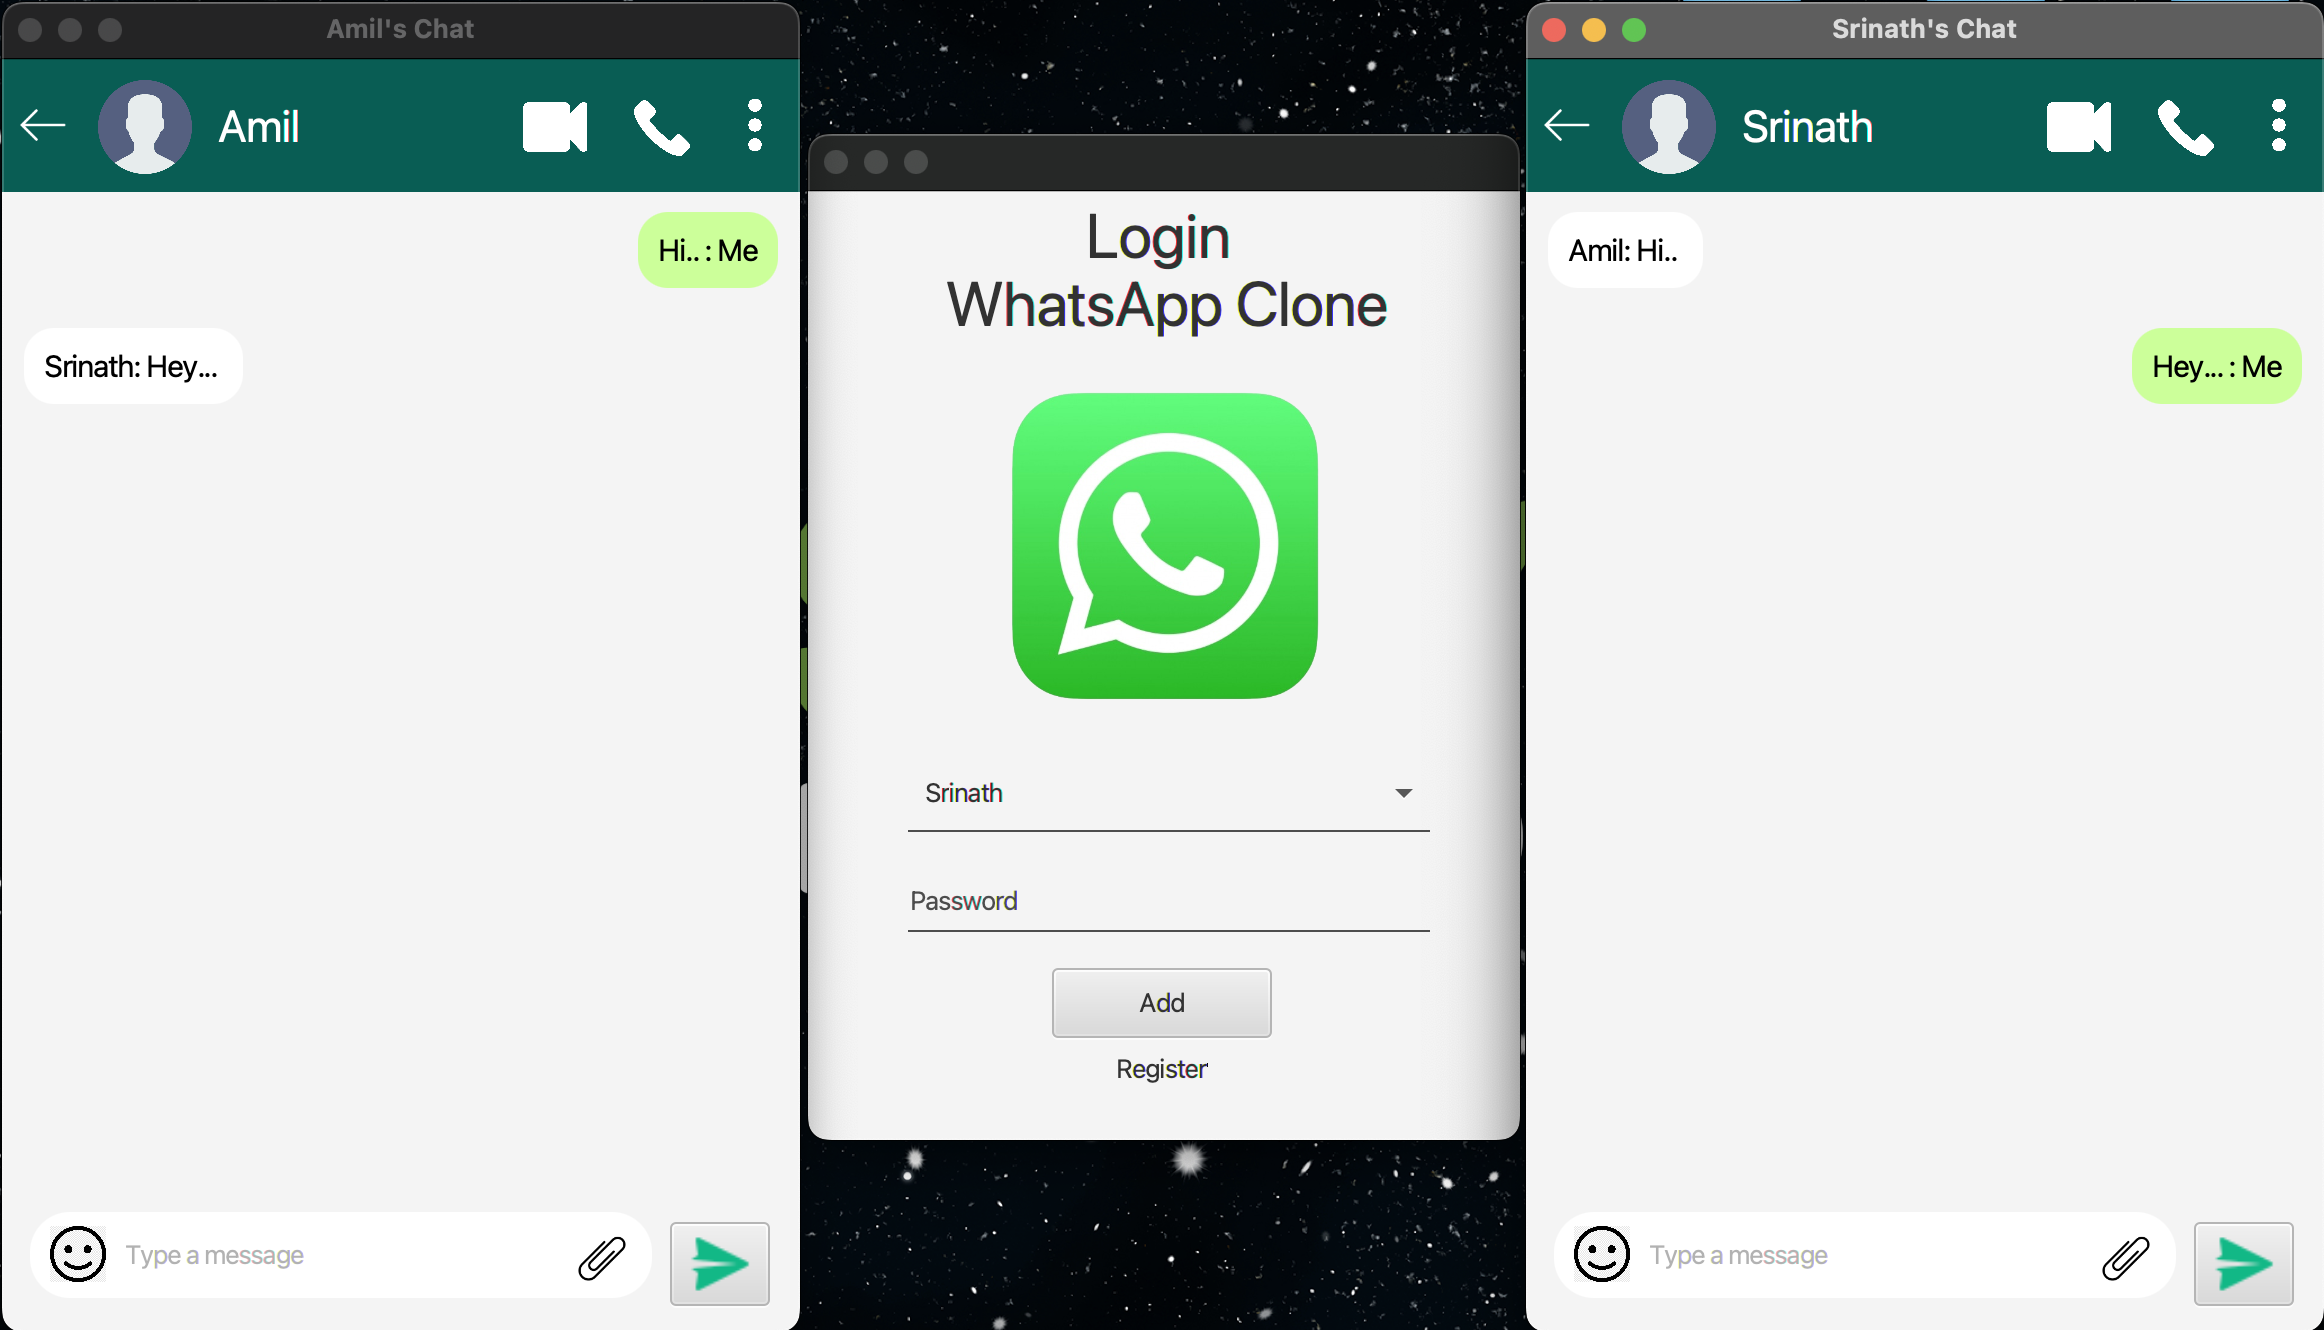 Amil's Chat
Amil
Hi.. : Me
Srinath: Hey...
Type a message
Login
WhatsApp Clone
Srinath
Password
Add
Register
Srinath's Chat
Srinath
Amil: Hi..
Hey... : Me
Type a message